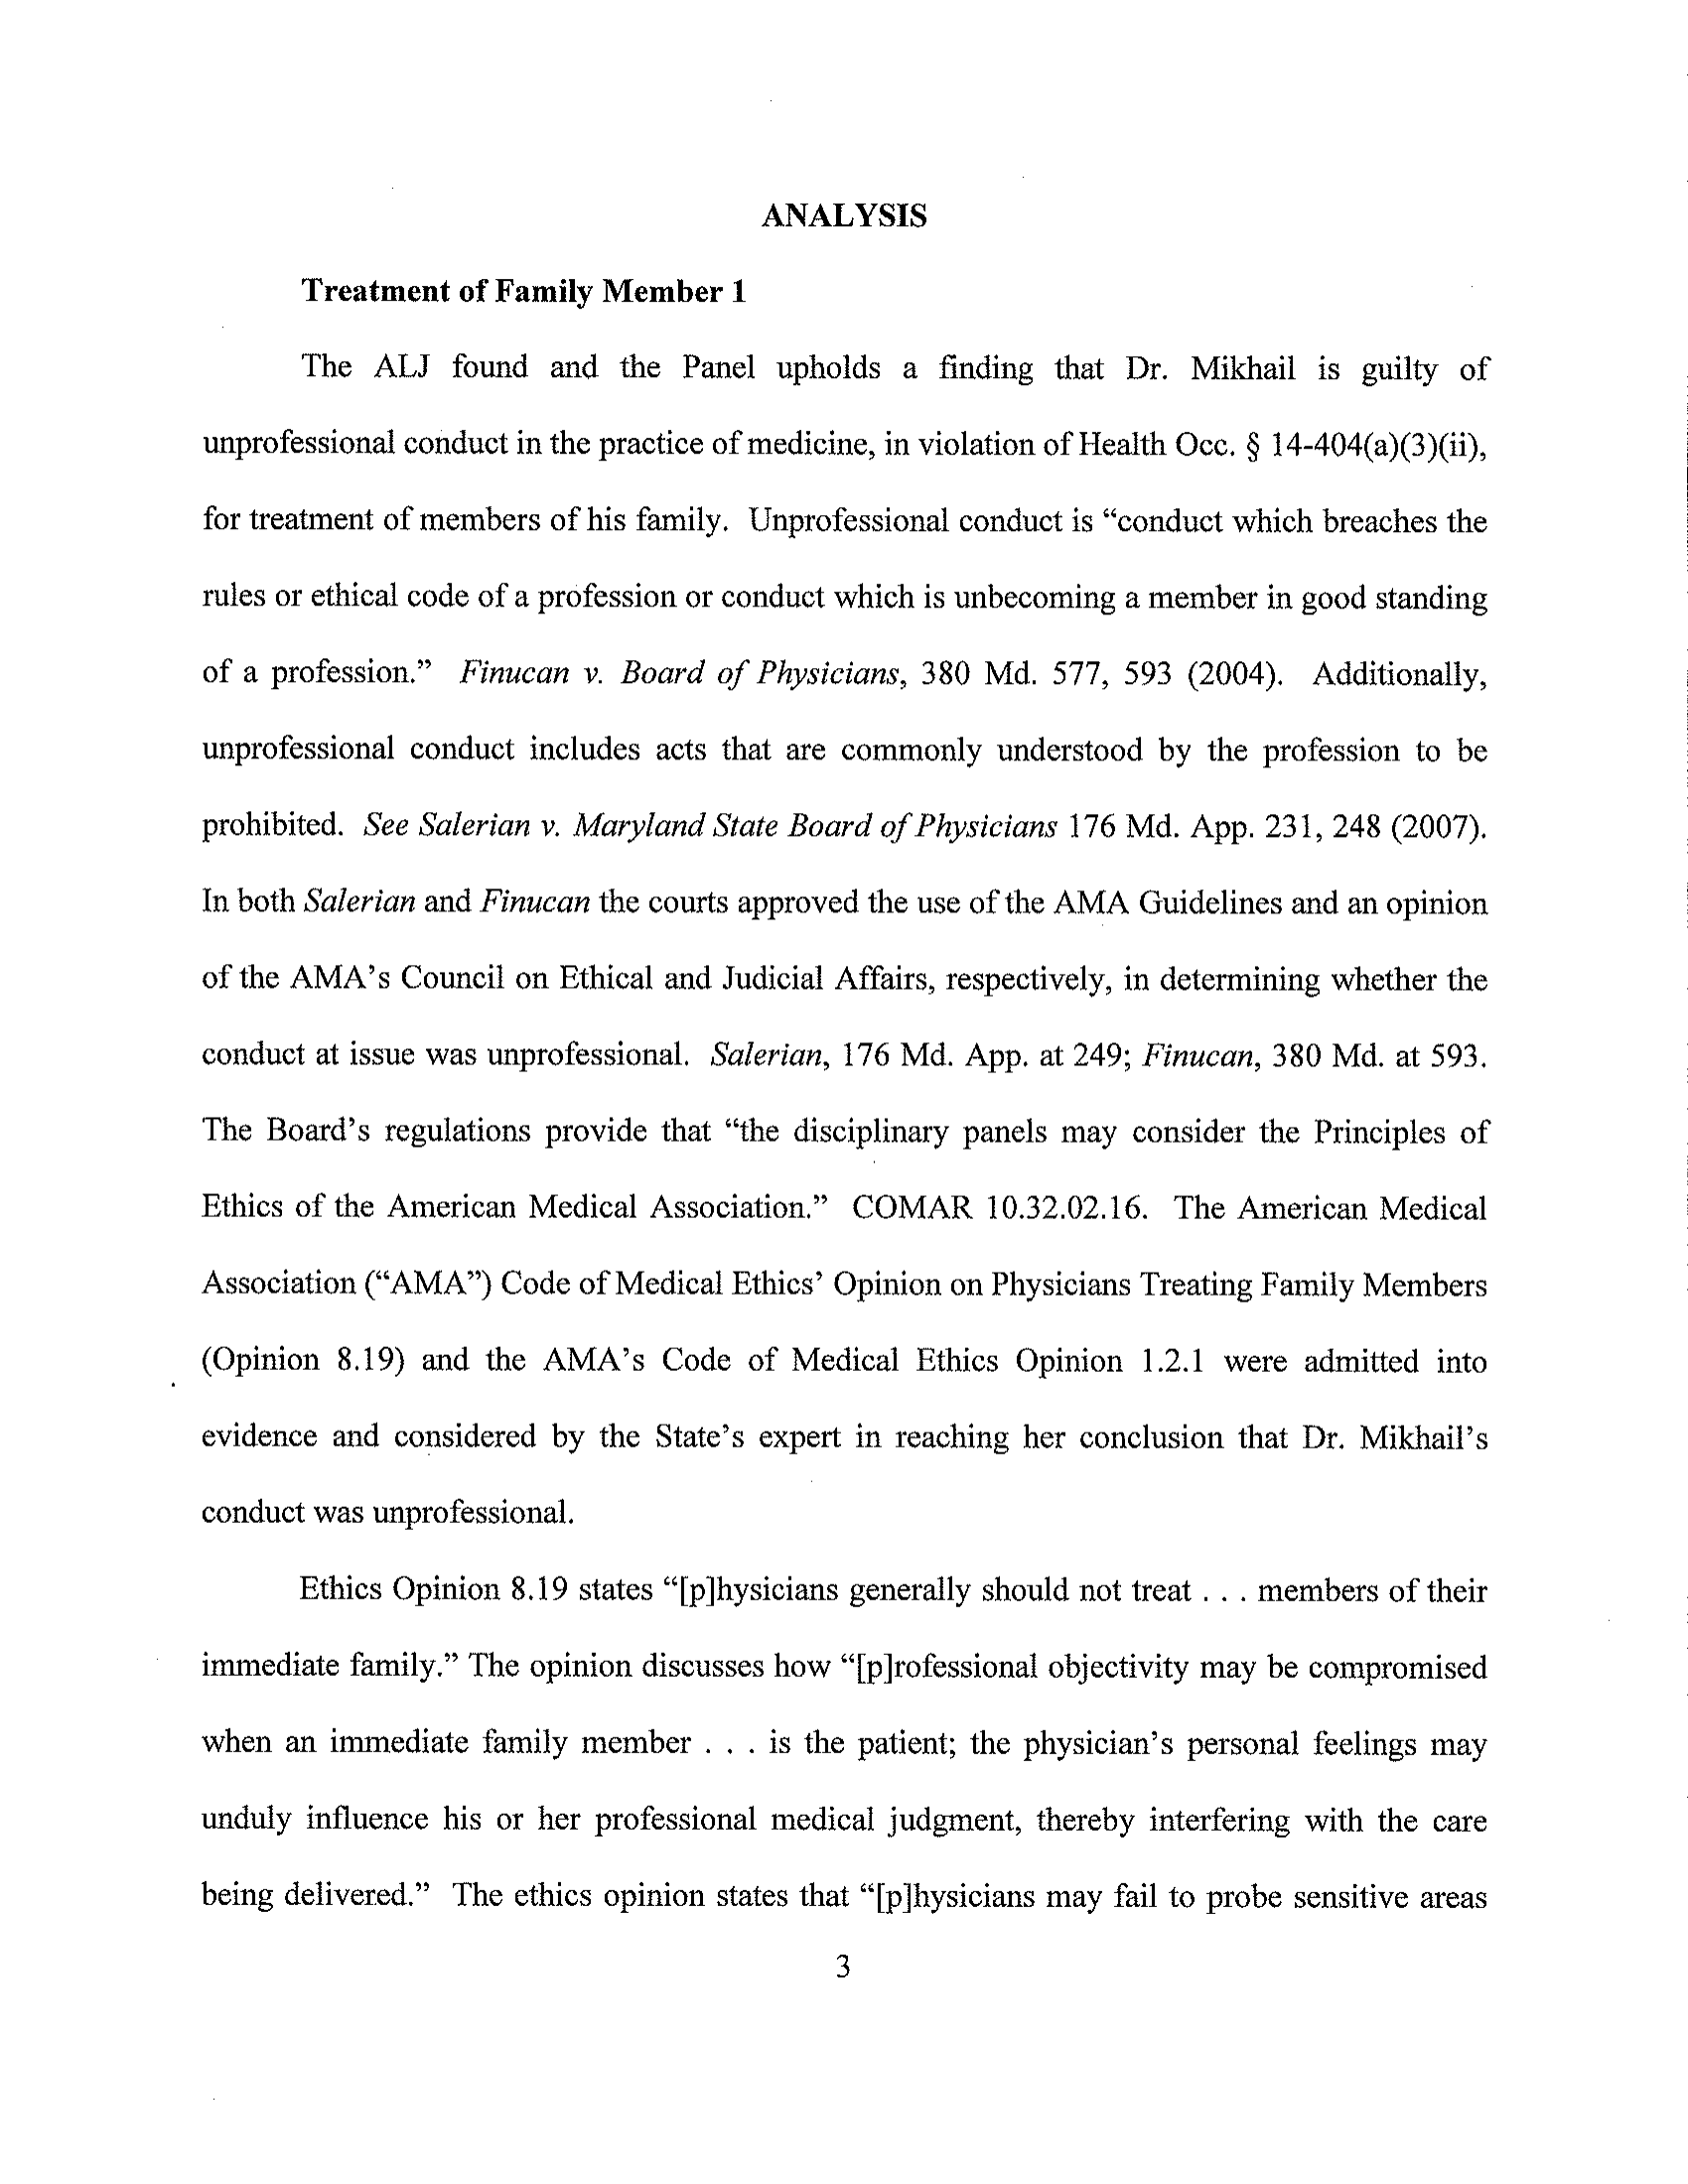 ANALYSIS
Treatment of Family Member 1
The ALJ found and the Panel upholds a finding that Dr. Mikhail is guilty of
unprofessional conduct in the practice of medicine, in violation of Health Occ. § 14-404(a)(3)(ii),
for treatment of members of his family. Unprofessional conduct is “conduct which breaches the
rules or ethical code of a profession or conduct which is unbecoming a member in good standing
of a profession.” Finucan v. Board of Physicians, 380 Md. 577, 593 (2004). Additionally,
unprofessional conduct includes acts that are commonly understood by the profession to be
prohibited. See Salerian v. Maryland State Board of Physicians 176 Md. App. 231, 248 (2007).
In both Salerian and Finucan the courts approved the use of the AMA Guidelines and an opinion
of the AMA’s Council on Ethical and Judicial Affairs, respectively, in determining whether the
conduct at issue was unprofessional. Salerian, 176 Md. App. at 249; Finucan, 380 Md. at 593.
The Board’s regulations provide that “the disciplinary panels may consider the Principles of
Ethics of the American Medical Association.” COMAR 10.32.02.16. The American Medical
Association (“AMA”) Code of Medical Ethics’ Opinion on Physicians Treating Family Members
(Opinion 8.19) and the AMA’s Code of Medical Ethics Opinion 1.2.1 were admitted into
evidence and considered by the State’s expert in reaching her conclusion that Dr. Mikhail’s
conduct was unprofessional.
Ethics Opinion 8.19 states “[p]hysicians generally should not treat . . . members of their
immediate family.” The opinion discusses how “[p]rofessional objectivity may be compromised
when an immediate family member . . . is the patient; the physician’s personal feelings may
unduly influence his or her professional medical judgment, thereby interfering with the care
being delivered.” The ethics opinion states that “[p]hysicians may fail to probe sensitive areas
3